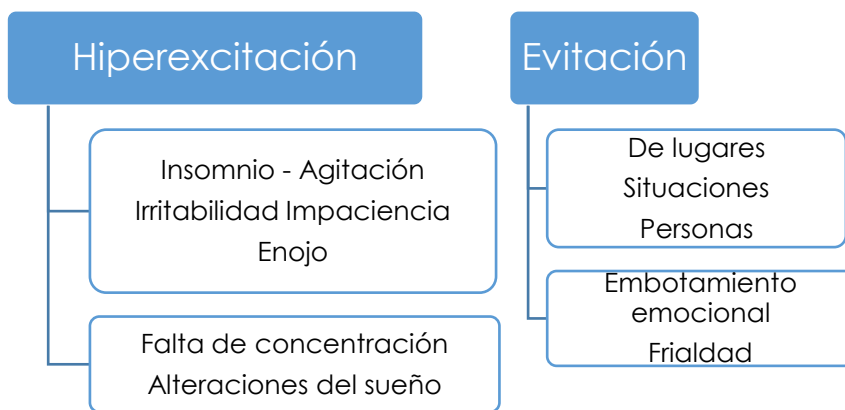 Hiperexcitación
Insomnio - Agitación
Irritabilidad Impaciencia
Enojo
Falta de concentración
Alteraciones del sueño
Evitación
De lugares
Situaciones
Personas
Embotamiento
emocional
Frialdad